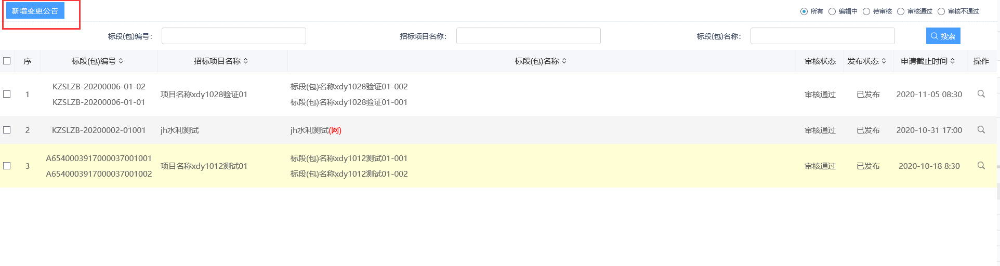 新增变更公告
所有 编辑中 待审核 审核通过 审核不通过
标段(包)编号： 招标项目名称： 标段(包)名称： 搜索
序 标段(包)编号 招标项目名称 标段(包)名称 审核状态 发布状态 申请截止时间 操作
KZSLZB-20200006-01-02 标段(包)名称xdy1028验证01-002
1 项目名称xdy1028验证01 审核通过 已发布 2020-11-05 08:30
KZSLZB-20200006-01-01 标段(包)名称xdy1028验证01-001
2 KZSLZB-20200002-01001 jh水利测试 jh水利测试(网) 审核通过 已发布 2020-10-31 17:00
A6540003917000037001001 标段(包)名称xdy1012测试01-001
3 项目名称xdy1012测试01 审核通过 已发布 2020-10-18 8:30
A6540003917000037001002 标段(包)名称xdy1012测试01-002